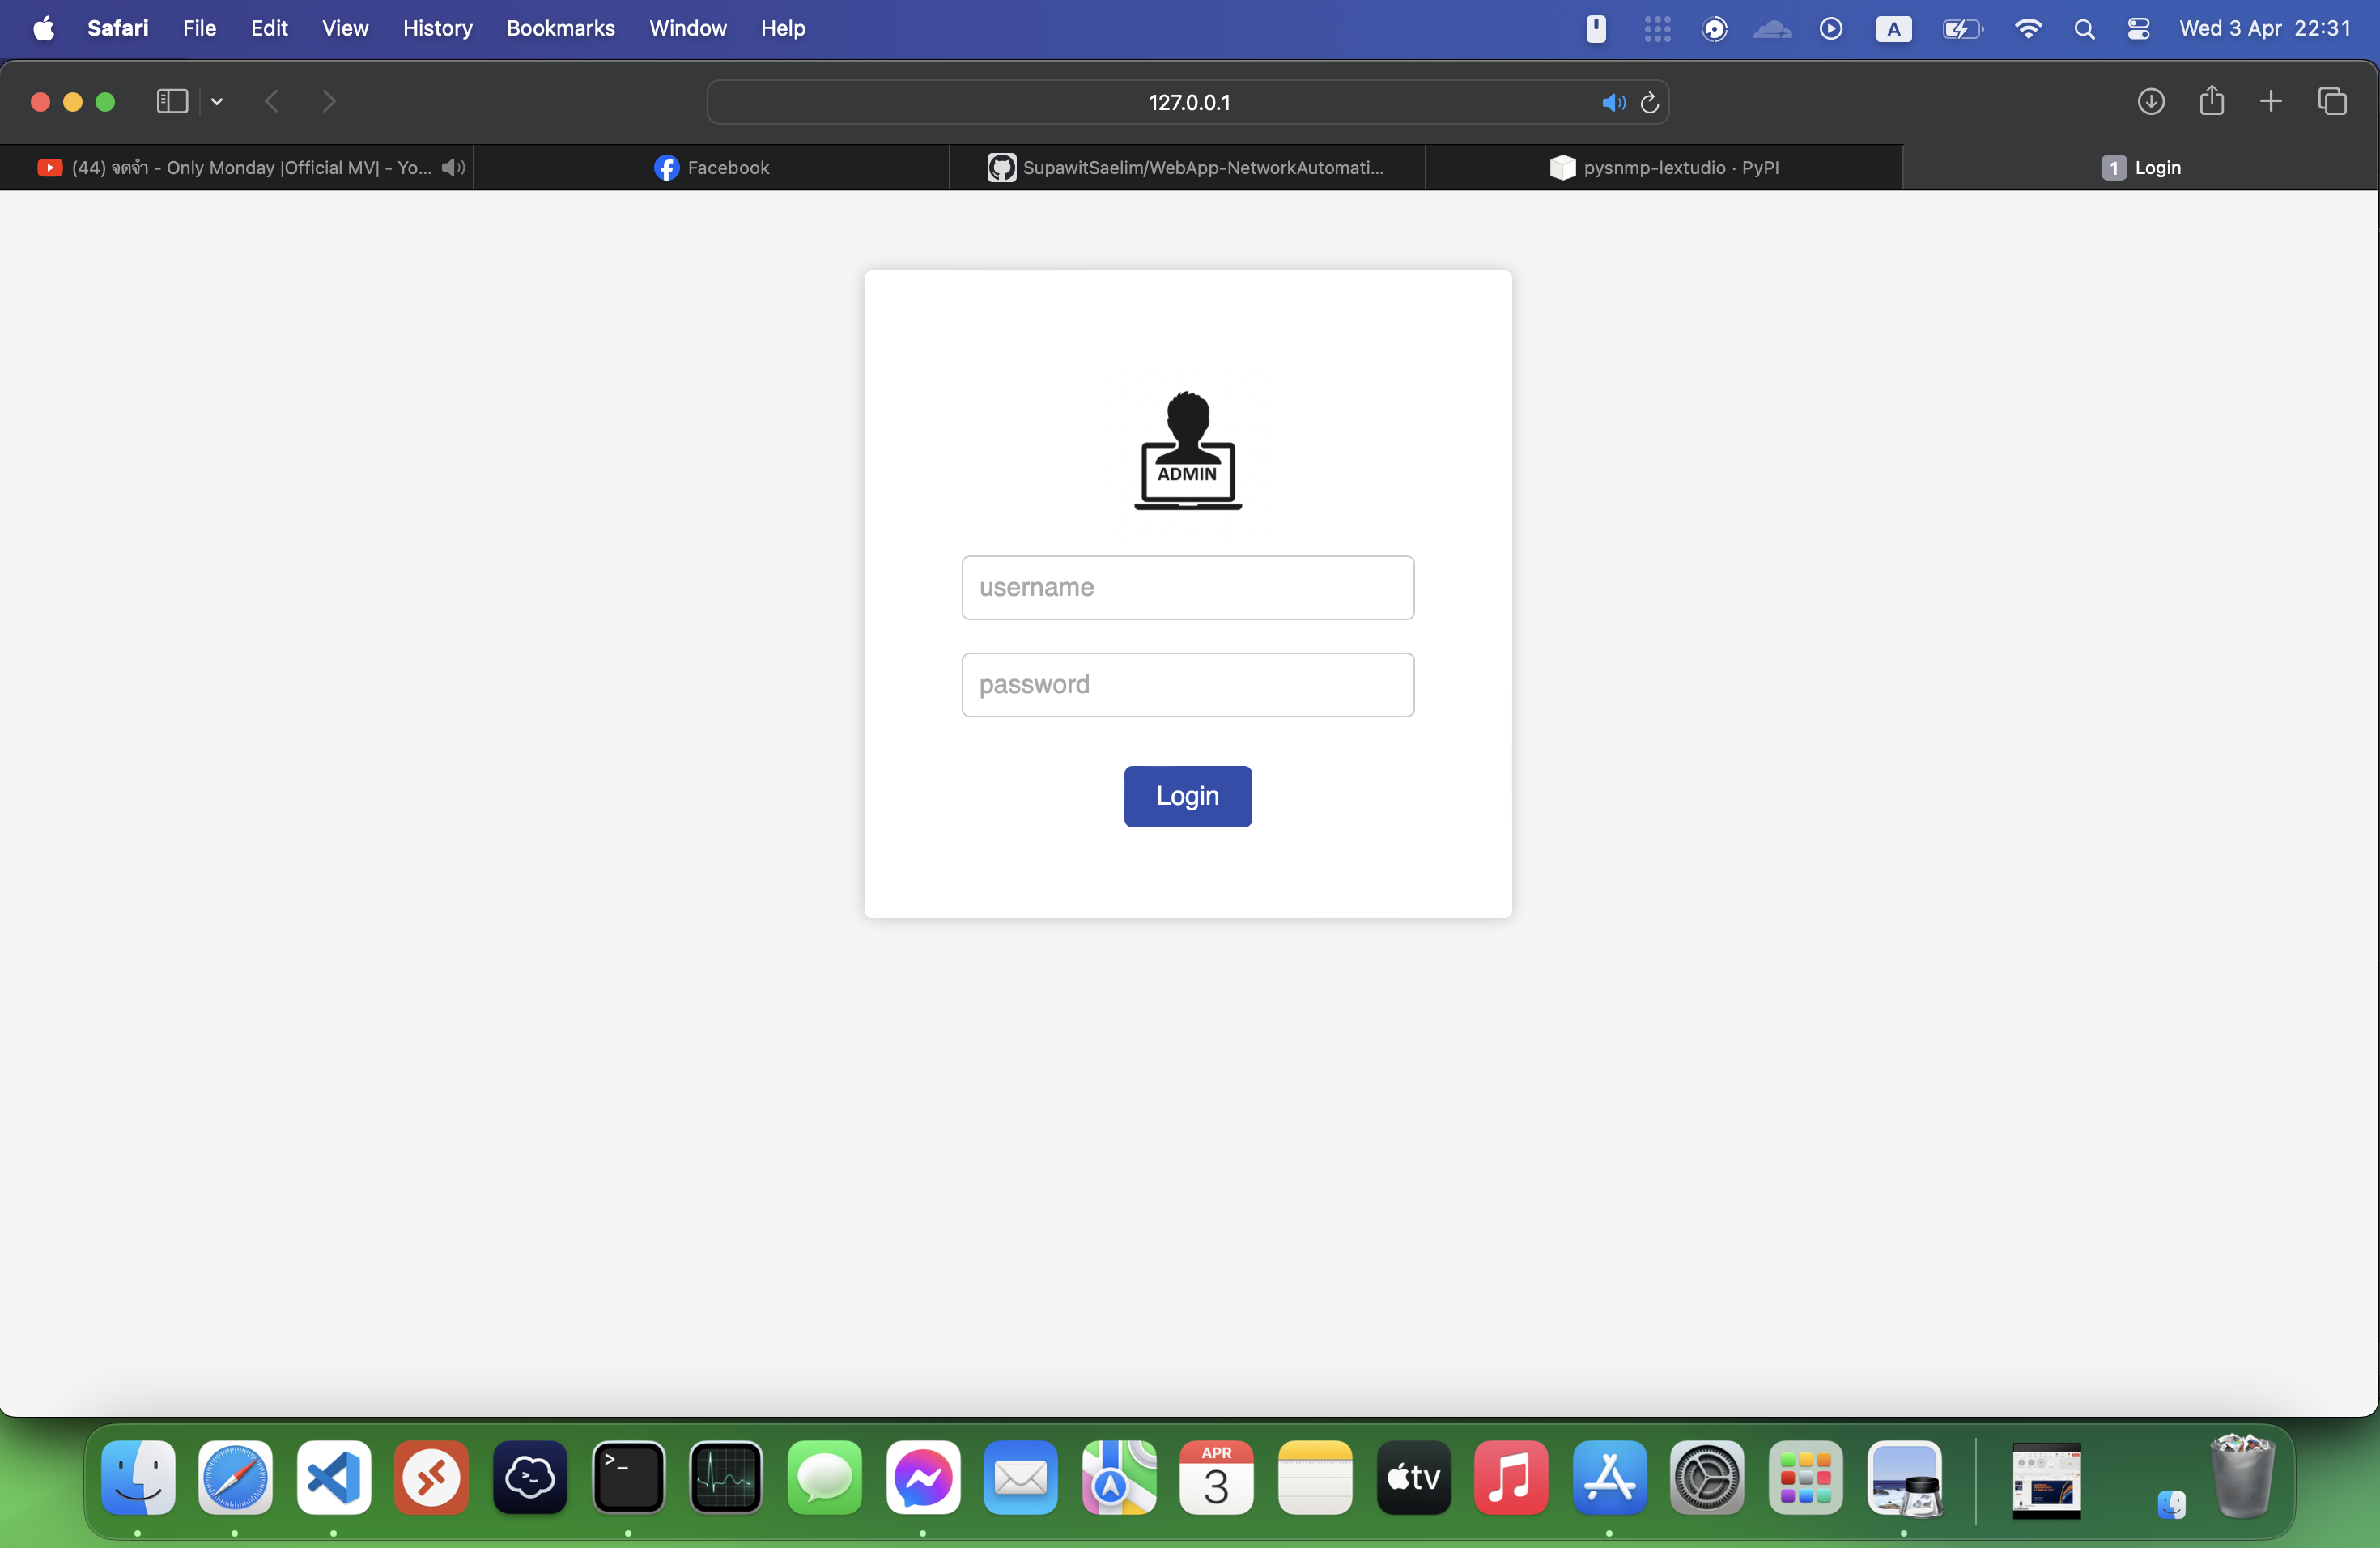 Safari File Edit View History Bookmarks Window Help A Wed 3 Apr 22:31
127.0.0.1
(44) จดจำ - Only Monday |Official MV| - Yo... Facebook SupawitSaelim/WebApp-NetworkAutomati... pysnmp-lextudio · PyPI 1 Login
ADMIN
username
password
Login
APR
3
tv